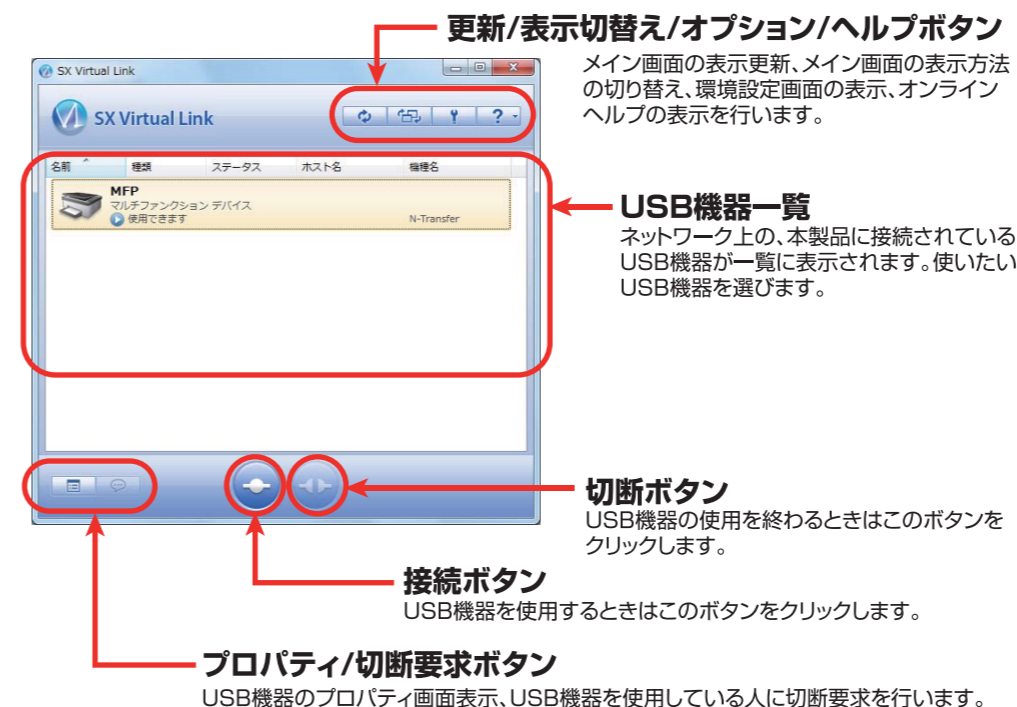 更新/表示切替え/オプション/ヘルプボタン
メイン画面の表示更新、メイン画面の表示方法
の切り替え、環境設定画面の表示、オンライン
ヘルプの表示を行います。
SX Virtual Link
SX Virtual Link
?
名前 種類 ステータス ホスト名 機種名
MFP
マルチファンクション デバイス
使用できます N-Transfer
USB機器一覧
ネットワーク上の、本製品に接続されている
USB機器が一覧に表示されます。使いたい
USB機器を選びます。
切断ボタン
USB機器の使用を終わるときはこのボタンを
クリックします。
接続ボタン
USB機器を使用するときはこのボタンをクリックします。
プロパティ/切断要求ボタン
USB機器のプロパティ画面表示、USB機器を使用している人に切断要求を行います。